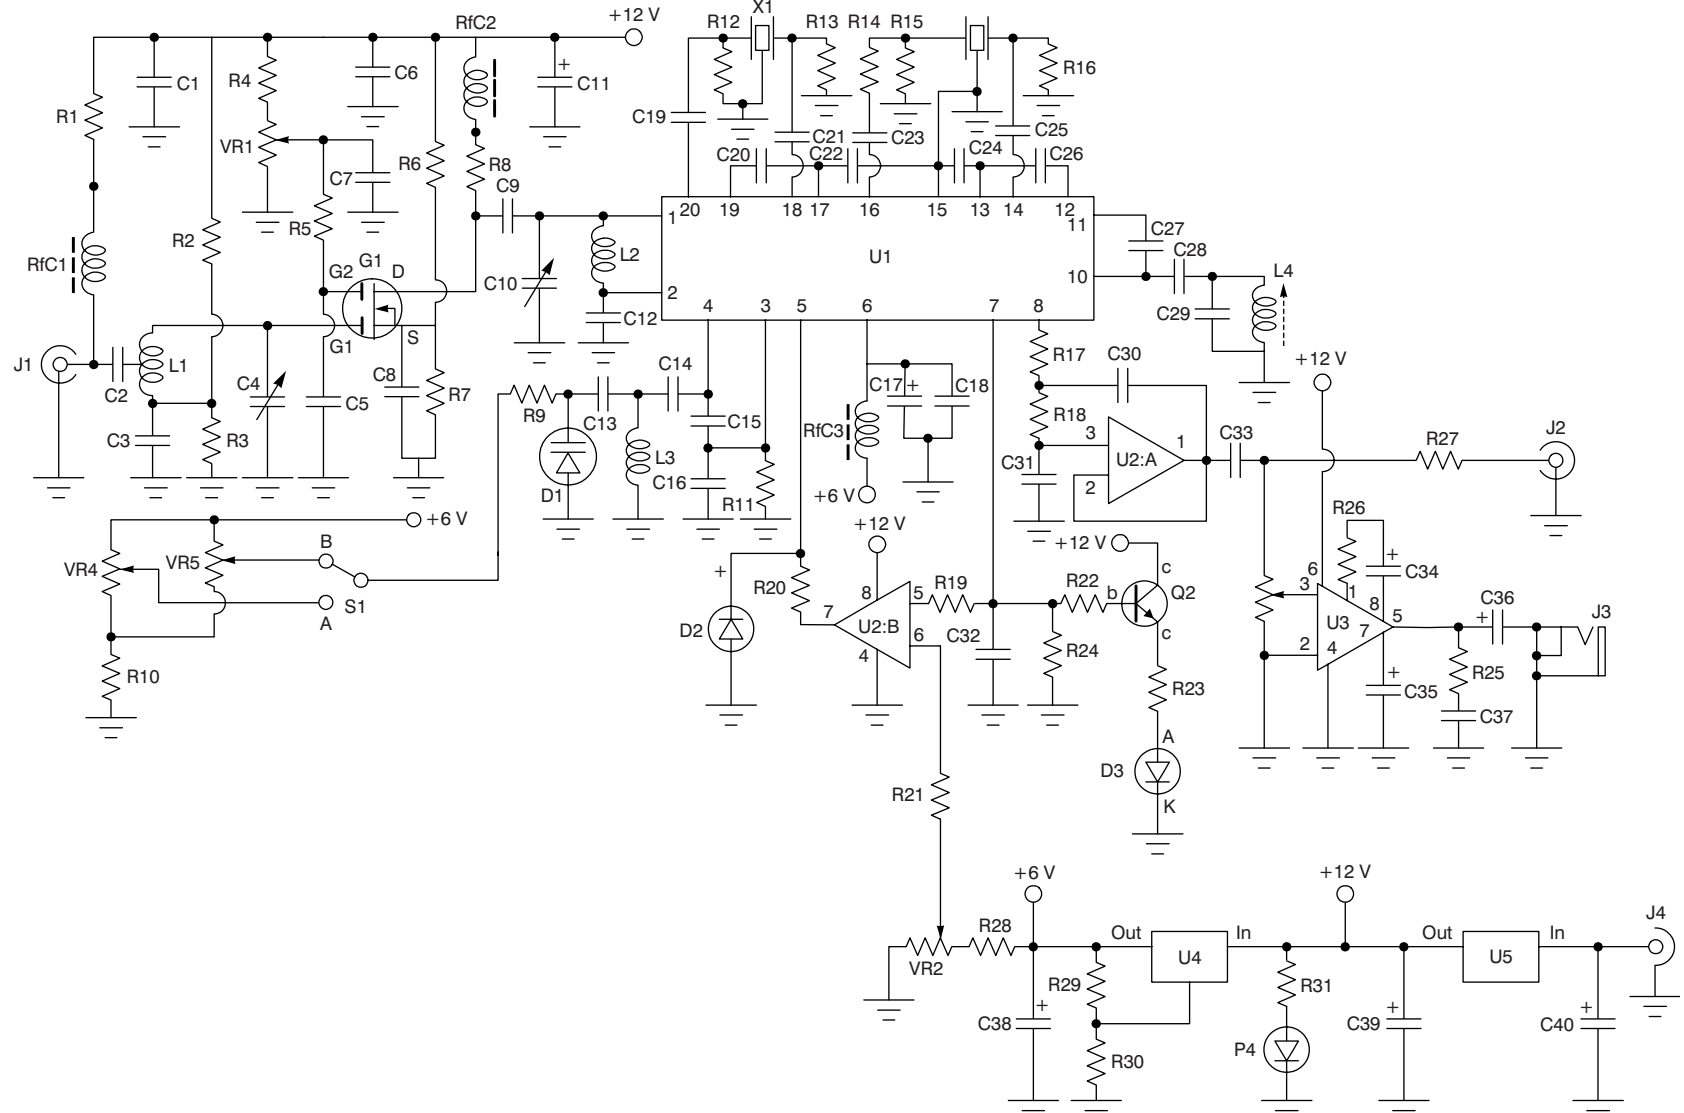 +12 V
RfC2
X1
R12
R13
R14
R15
R16
C1
R4
C6
+
C11
R1
C19
VR1
R6
R8
C21
C23
C25
C20
C22
C24
C26
C7
C9
R5
R2
20
19
18
17
16
15
13
14
12
1
11
C27
C28
RfC1
G2
G1
D
L2
U1
10
L4
C10
2
C29
C12
4
3
5
6
7
8
S
G1
+12 V
J1
L1
C2
C4
C8
R7
C14
R17
C30
C5
R9
C13
C15
C17
+
C18
R18
C3
R3
RfC3
3
1
U2:A
2
C33
R27
J2
L3
C16
C31
D1
R11
+6 V
+6 V
+12 V
+12 V
R26
B
VR4
VR5
S1
A
+
R20
8
5
R19
R22
b
c
Q2
6
3
1
+
C34
8
D2
7
U2:B
6
4
C32
R24
c
U3
7
5
2
4
+
C36
J3
R10
R23
+
C35
R25
C37
A
D3
K
R21
+6 V
+12 V
J4
R28
Out
U4
In
Out
U5
In
VR2
R29
R31
C38
+
C39
+
C40
+
R30
P4